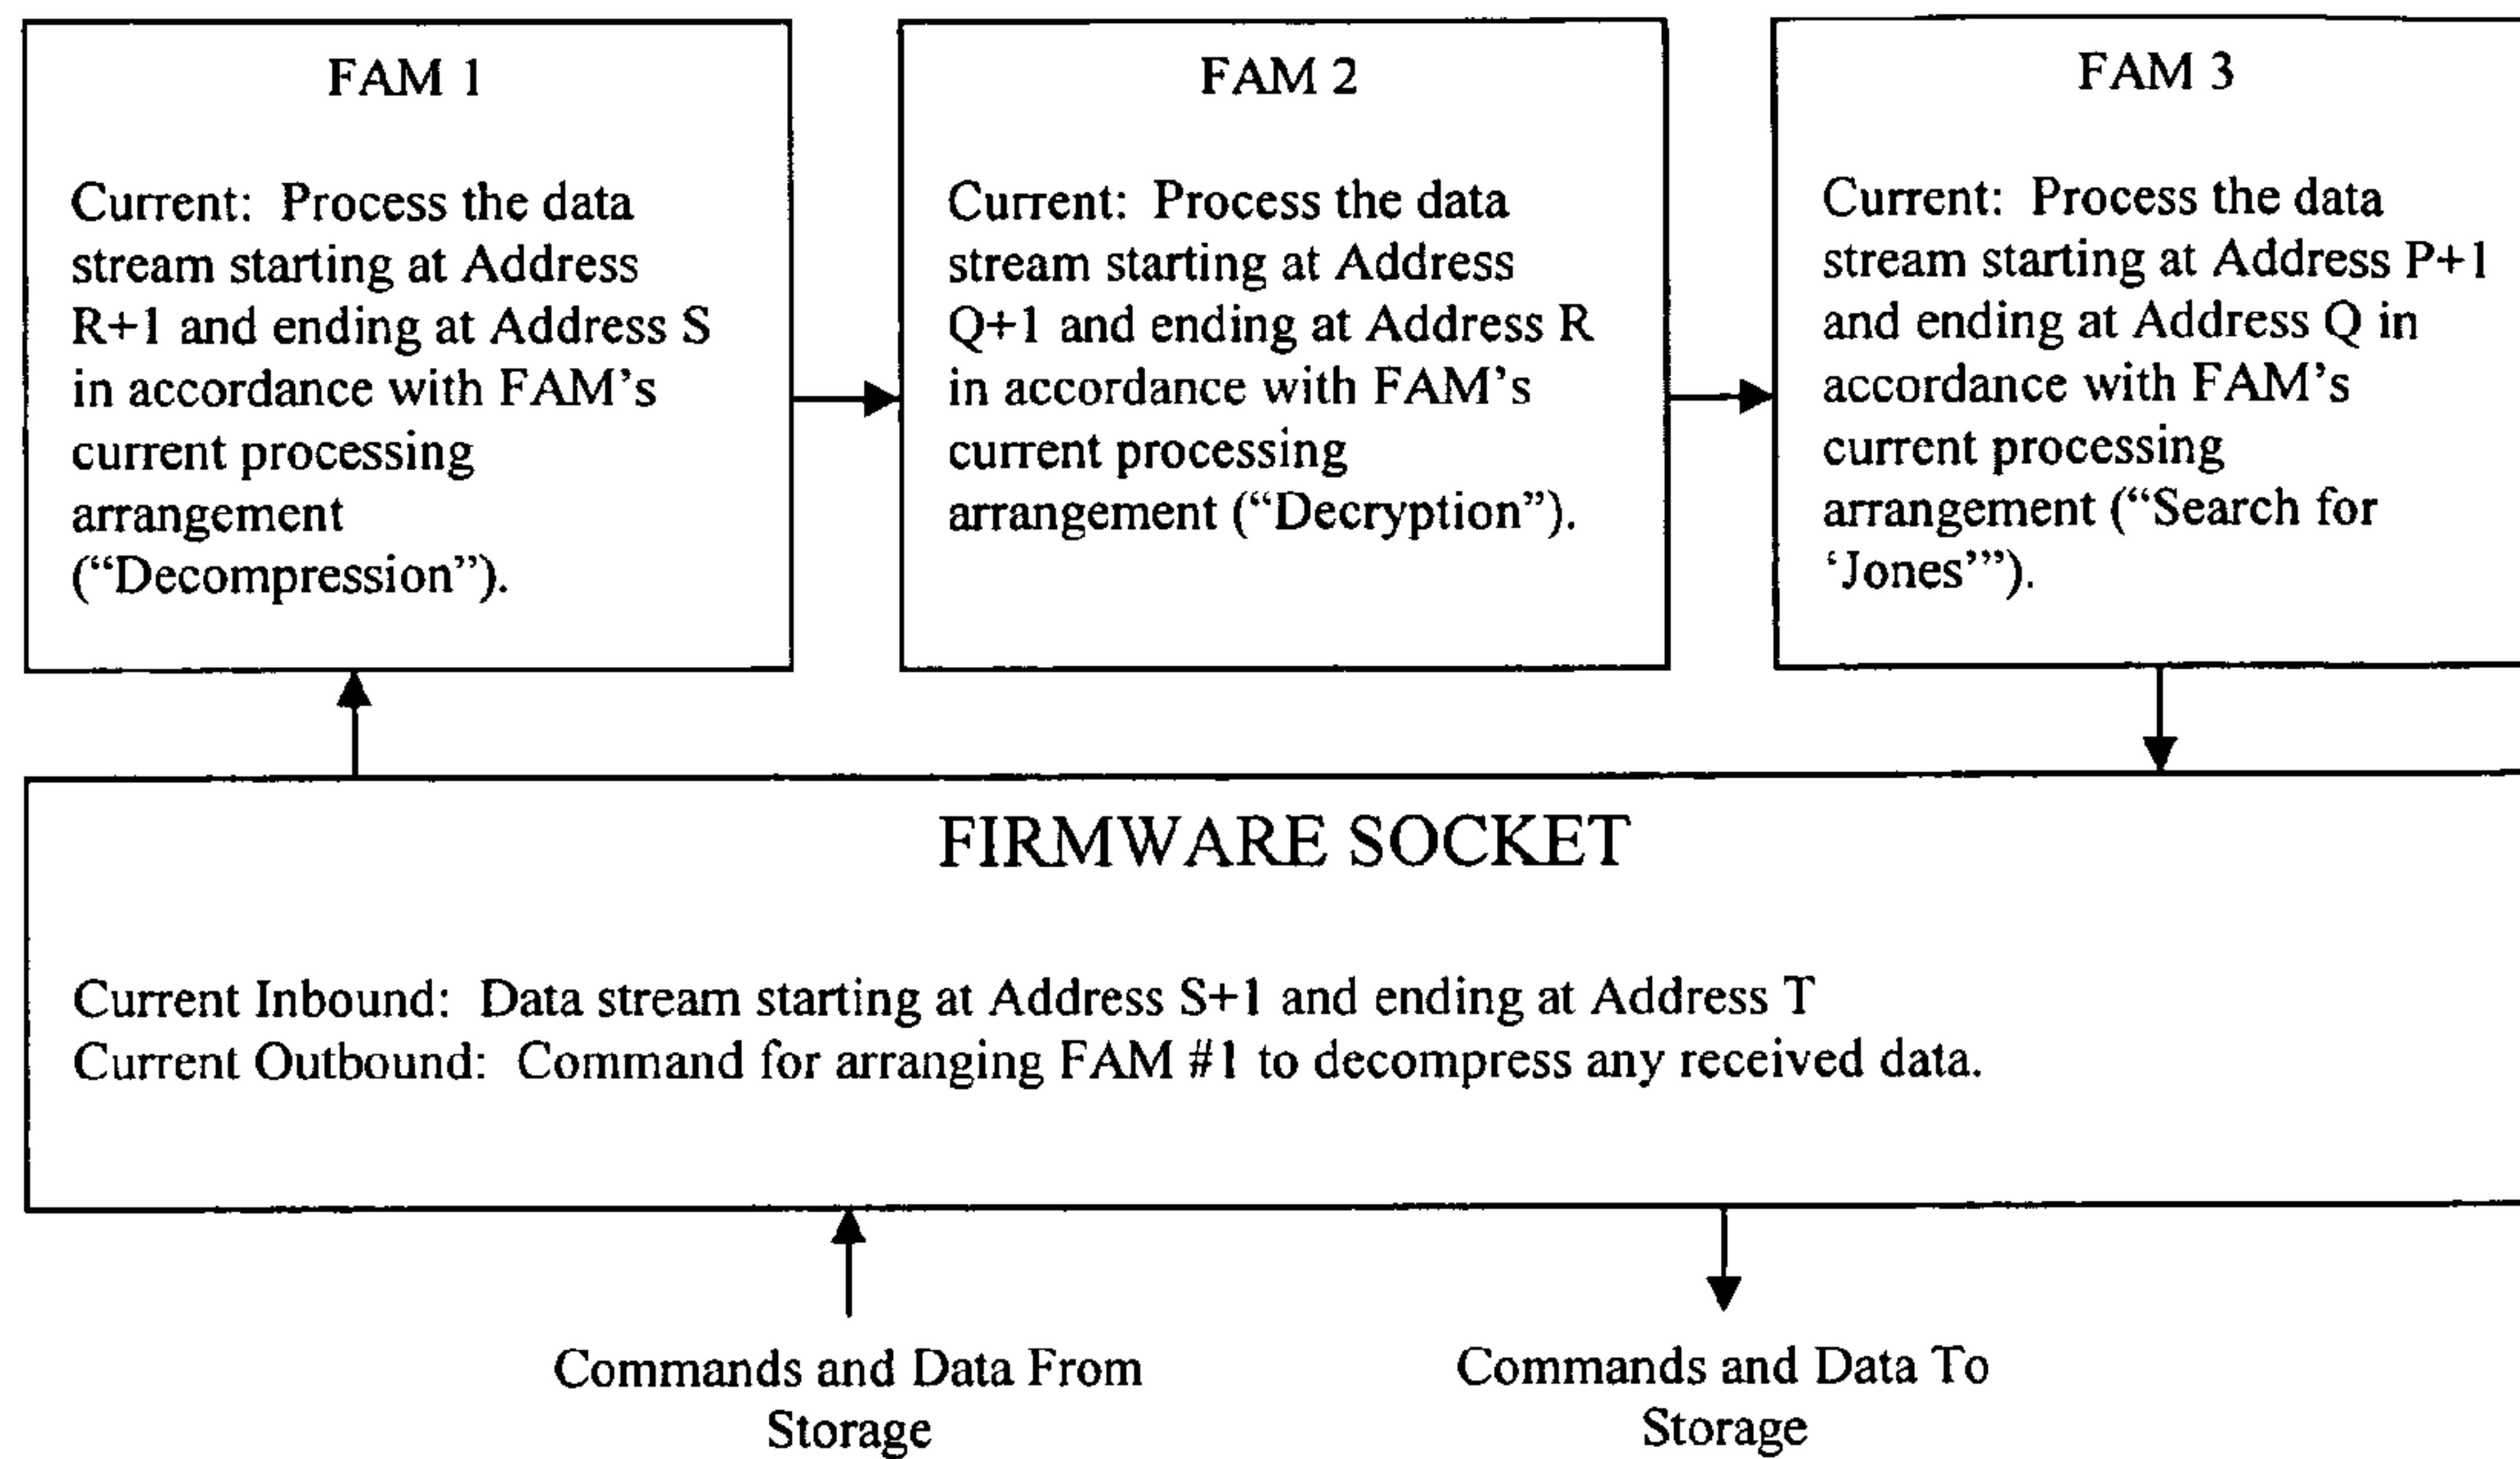 FAM 1
Current: Process the data
stream starting at Address
R+1 and ending at Address S
in accordance with FAM’s
current processing
arrangement
(“Decompression”).
FAM 2
Current: Process the data
stream starting at Address
Q+1 and ending at Address R
in accordance with FAM’s
current processing
arrangement (“Decryption”).
FAM 3
Current: Process the data
stream starting at Address P+1
and ending at Address Q in
accordance with FAM’s
current processing
arrangement (“Search for
‘Jones’”).
FIRMWARE SOCKET
Current Inbound: Data stream starting at Address S+1 and ending at Address T
Current Outbound: Command for arranging FAM #1 to decompress any received data.
Commands and Data From
Storage
Commands and Data To
Storage